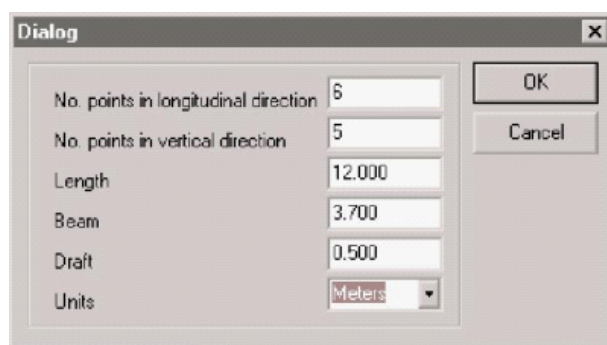 Dialog
No. points in longitudinal direction 6
No. points in vertical direction 5
Length 12.000
Beam 3.700
Draft 0.500
Units Meters
OK
Cancel